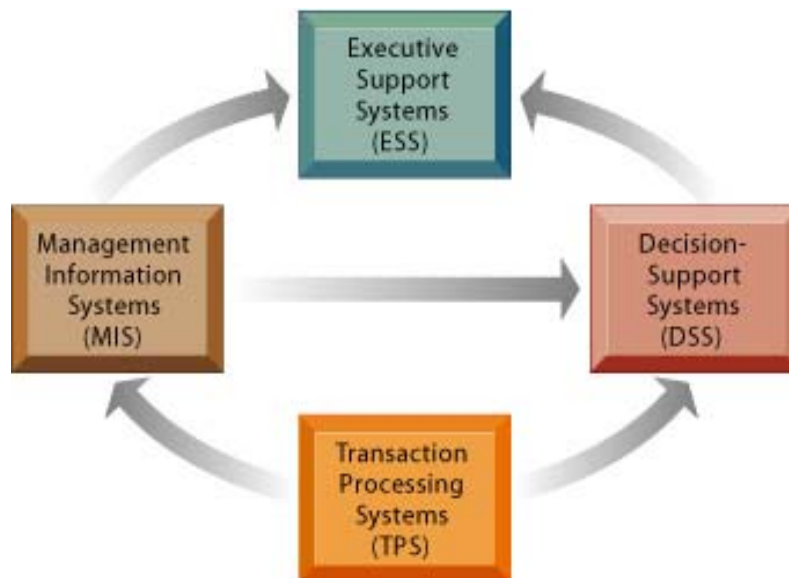 Executive
Support
Systems
(ESS)
Management
Information
Systems
(MIS)
Decision-
Support
Systems
(DSS)
Transaction
Processing
Systems
(TPS)